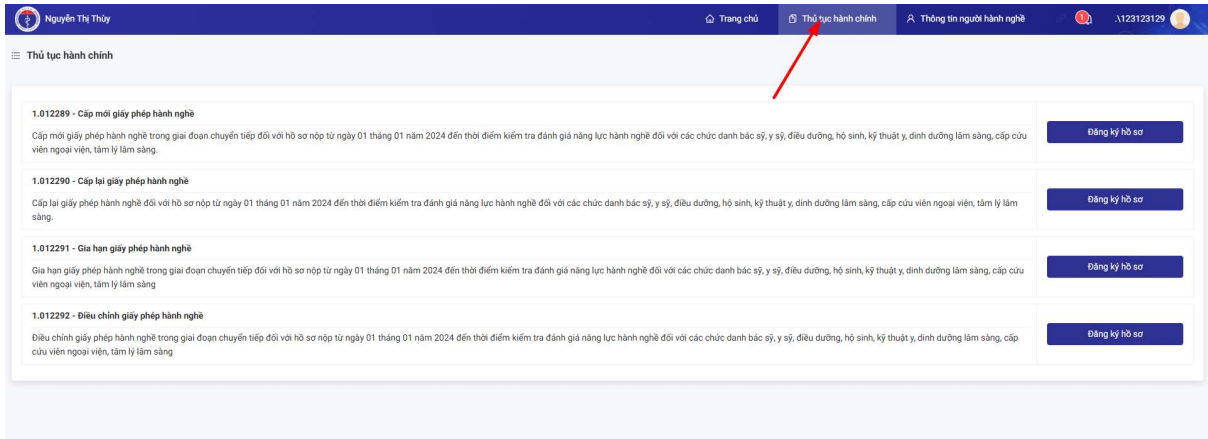 Nguyễn Thị Thùy
Trang chủ
Thủ tục hành chính
Thông tin người hành nghề
1
.\123123129
Thủ tục hành chính
1.012289 - Cấp mới giấy phép hành nghề
Cấp mới giấy phép hành nghề trong giai đoạn chuyển tiếp đối với hồ sơ nộp từ ngày 01 tháng 01 năm 2024 đến thời điểm kiểm tra đánh giá năng lực hành nghề đối với các chức danh bác sỹ, y sỹ, điều dưỡng, hộ sinh, kỹ thuật y, dinh dưỡng lâm sàng, cấp cứu
viên ngoại viện, tâm lý lâm sàng.
Đăng ký hồ sơ
1.012290 - Cấp lại giấy phép hành nghề
Cấp lại giấy phép hành nghề đối với hồ sơ nộp từ ngày 01 tháng 01 năm 2024 đến thời điểm kiểm tra đánh giá năng lực hành nghề đối với các chức danh bác sỹ, y sỹ, điều dưỡng, hộ sinh, kỹ thuật y, dinh dưỡng lâm sàng, cấp cứu viên ngoại viện, tâm lý lâm
sàng.
Đăng ký hồ sơ
1.012291 - Gia hạn giấy phép hành nghề
Gia hạn giấy phép hành nghề trong giai đoạn chuyển tiếp đối với hồ sơ nộp từ ngày 01 tháng 01 năm 2024 đến thời điểm kiểm tra đánh giá năng lực hành nghề đối với các chức danh bác sỹ, y sỹ, điều dưỡng, hộ sinh, kỹ thuật y, dinh dưỡng lâm sàng, cấp cứu
viên ngoại viện, tâm lý lâm sàng
Đăng ký hồ sơ
1.012292 - Điều chỉnh giấy phép hành nghề
Điều chỉnh giấy phép hành nghề trong giai đoạn chuyển tiếp đối với hồ sơ nộp từ ngày 01 tháng 01 năm 2024 đến thời điểm kiểm tra đánh giá năng lực hành nghề đối với các chức danh bác sỹ, y sỹ, điều dưỡng, hộ sinh, kỹ thuật y, dinh dưỡng lâm sàng, cấp
cứu viên ngoại viện, tâm lý lâm sàng
Đăng ký hồ sơ